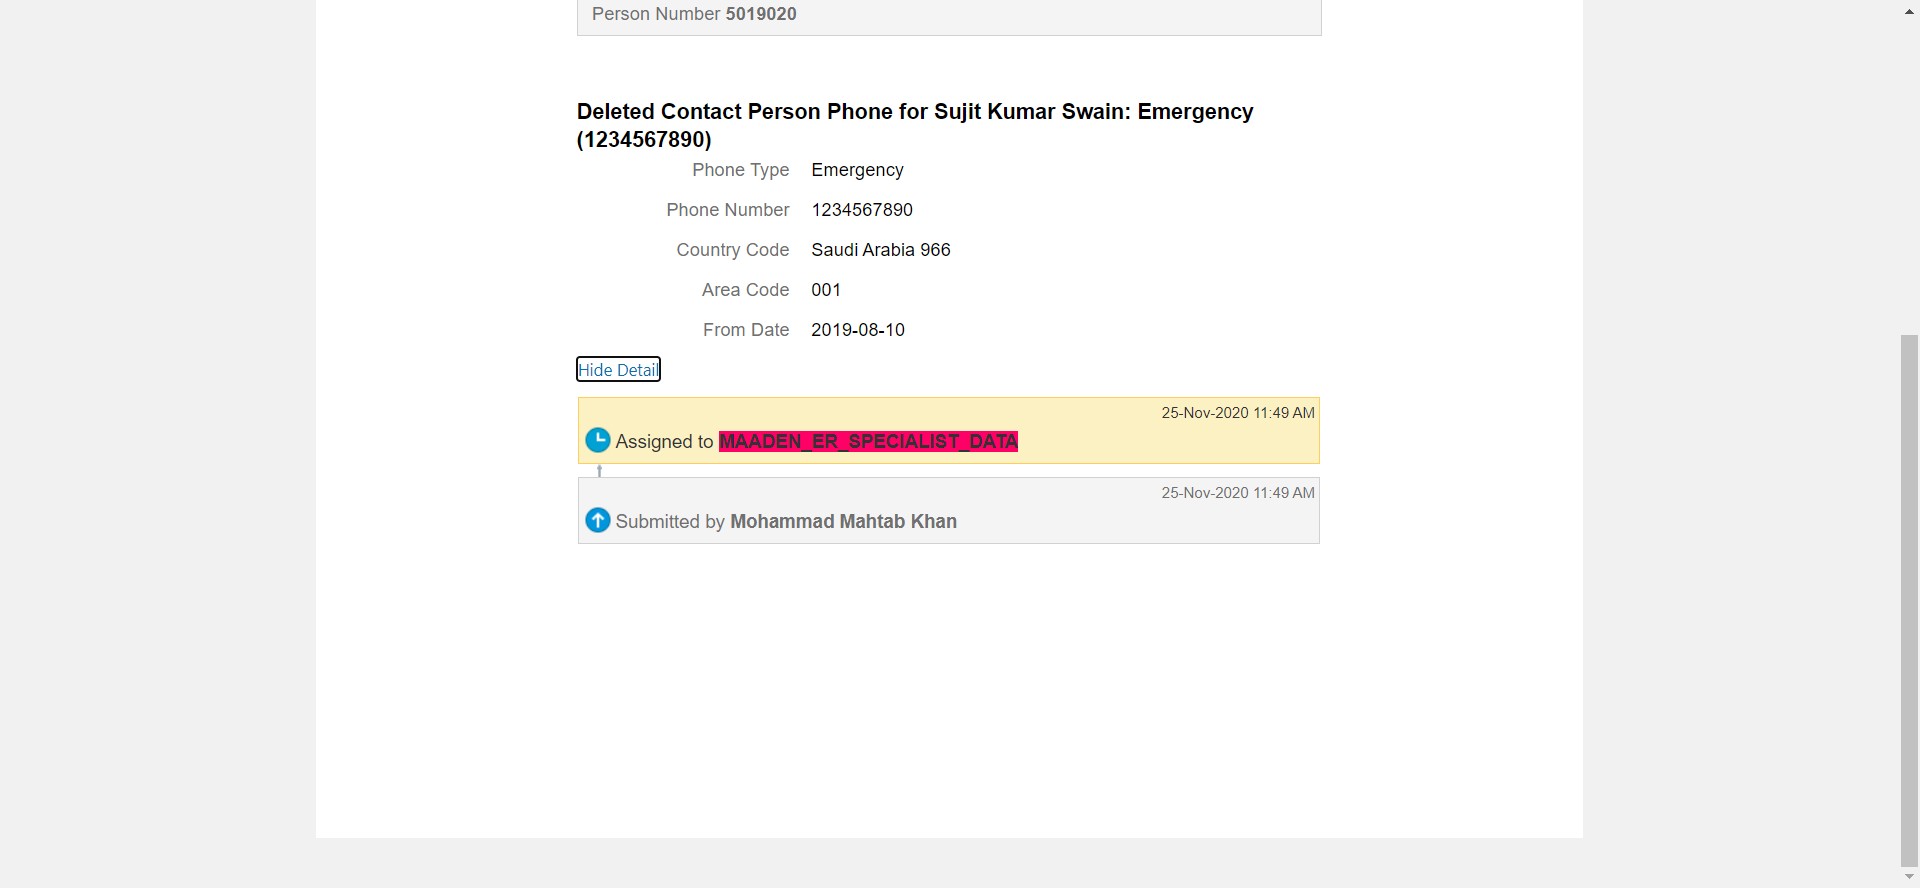 Person Number 5019020
Deleted Contact Person Phone for Sujit Kumar Swain: Emergency
(1234567890)
Phone Type Emergency
Phone Number 1234567890
Country Code Saudi Arabia 966
Area Code 001
From Date 2019-08-10
Hide Detail
25-Nov-2020 11:49 AM
Assigned to MAADEN_ER_SPECIALIST_DATA
25-Nov-2020 11:49 AM
Submitted by Mohammad Mahtab Khan